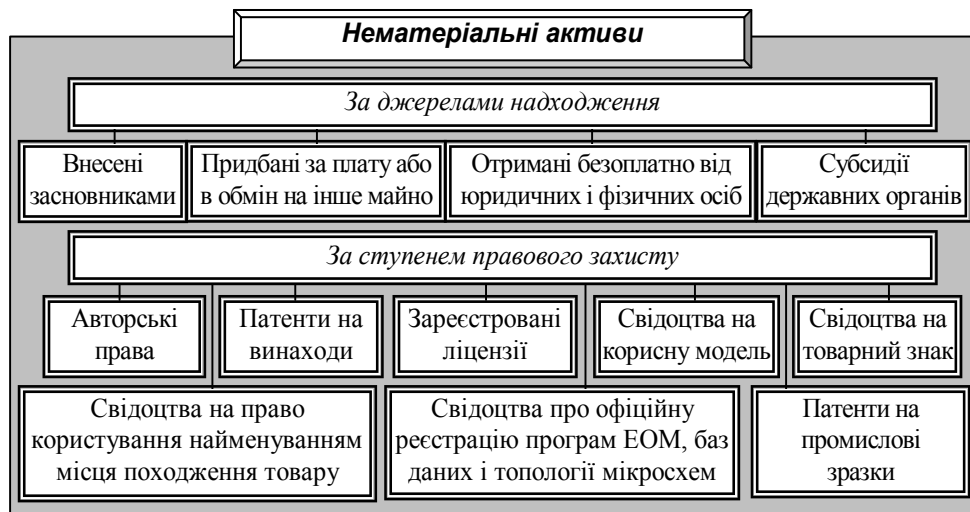 Нематеріальні активи
За джерелами надходження
Внесені
засновниками
Придбані за плату або
в обмін на інше майно
Отримані безоплатно від
юридичних і фізичних осіб
Субсидії
державних органів
За ступенем правового захисту
Авторські
права
Патенти на
винаходи
Зареєстровані
ліцензії
Свідоцтва на
корисну модель
Свідоцтва на
товарний знак
Свідоцтва на право
користування найменуванням
місця походження товару
Свідоцтва про офіційну
реєстрацію програм ЕОМ, баз
даних і топології мікросхем
Патенти на
промислові
зразки